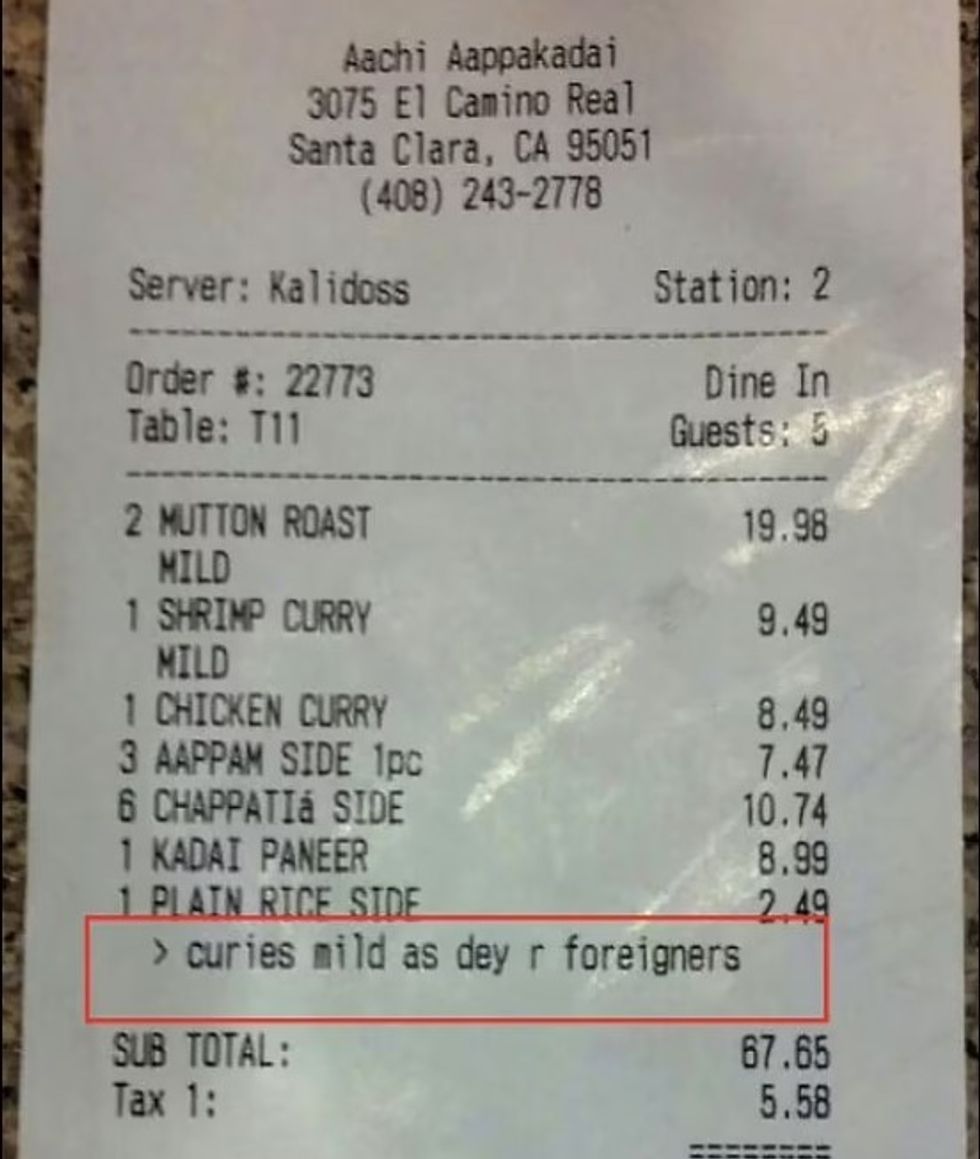 Aachi Aappakadai
3075 El Camino Real
Santa Clara, CA 95051
(408) 243-2778
Server: Kalidoss Station: 2
Order #: 22773 Dine In
Table: T11 Guests: 5
2 MUTTON ROAST 19.98
MILD
1 SHRIMP CURRY 9.49
MILD
1 CHICKEN CURRY 8.49
3 AAPPAM SIDE 1pc 7.47
6 CHAPPATIá SIDE 10.74
1 KADAI PANEER 8.99
1 PLAIN RICE SIDE 2.49
> curies mild as dey r foreigners
SUB TOTAL: 67.65
Tax 1: 5.58